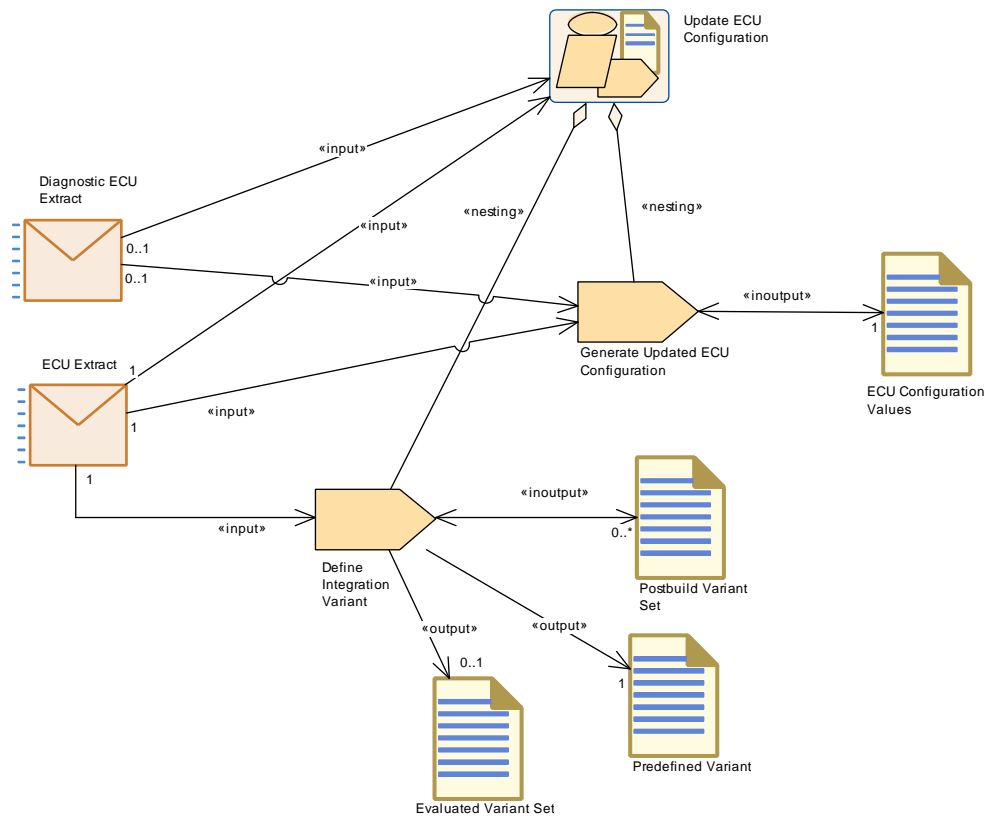 Update ECU
Configuration
«input»
Diagnostic ECU
Extract
«nesting»
«nesting»
«input»
0..1
0..1
«input»
«inoutput»
1
Generate Updated ECU
Configuration
ECU Extract
1
ECU Configuration
Values
«input»
1
1
«inoutput»
«input»
0..*
Define
Integration
Variant
Postbuild Variant
Set
«output»
«output»
0..1
1
Predefined Variant
Evaluated Variant Set